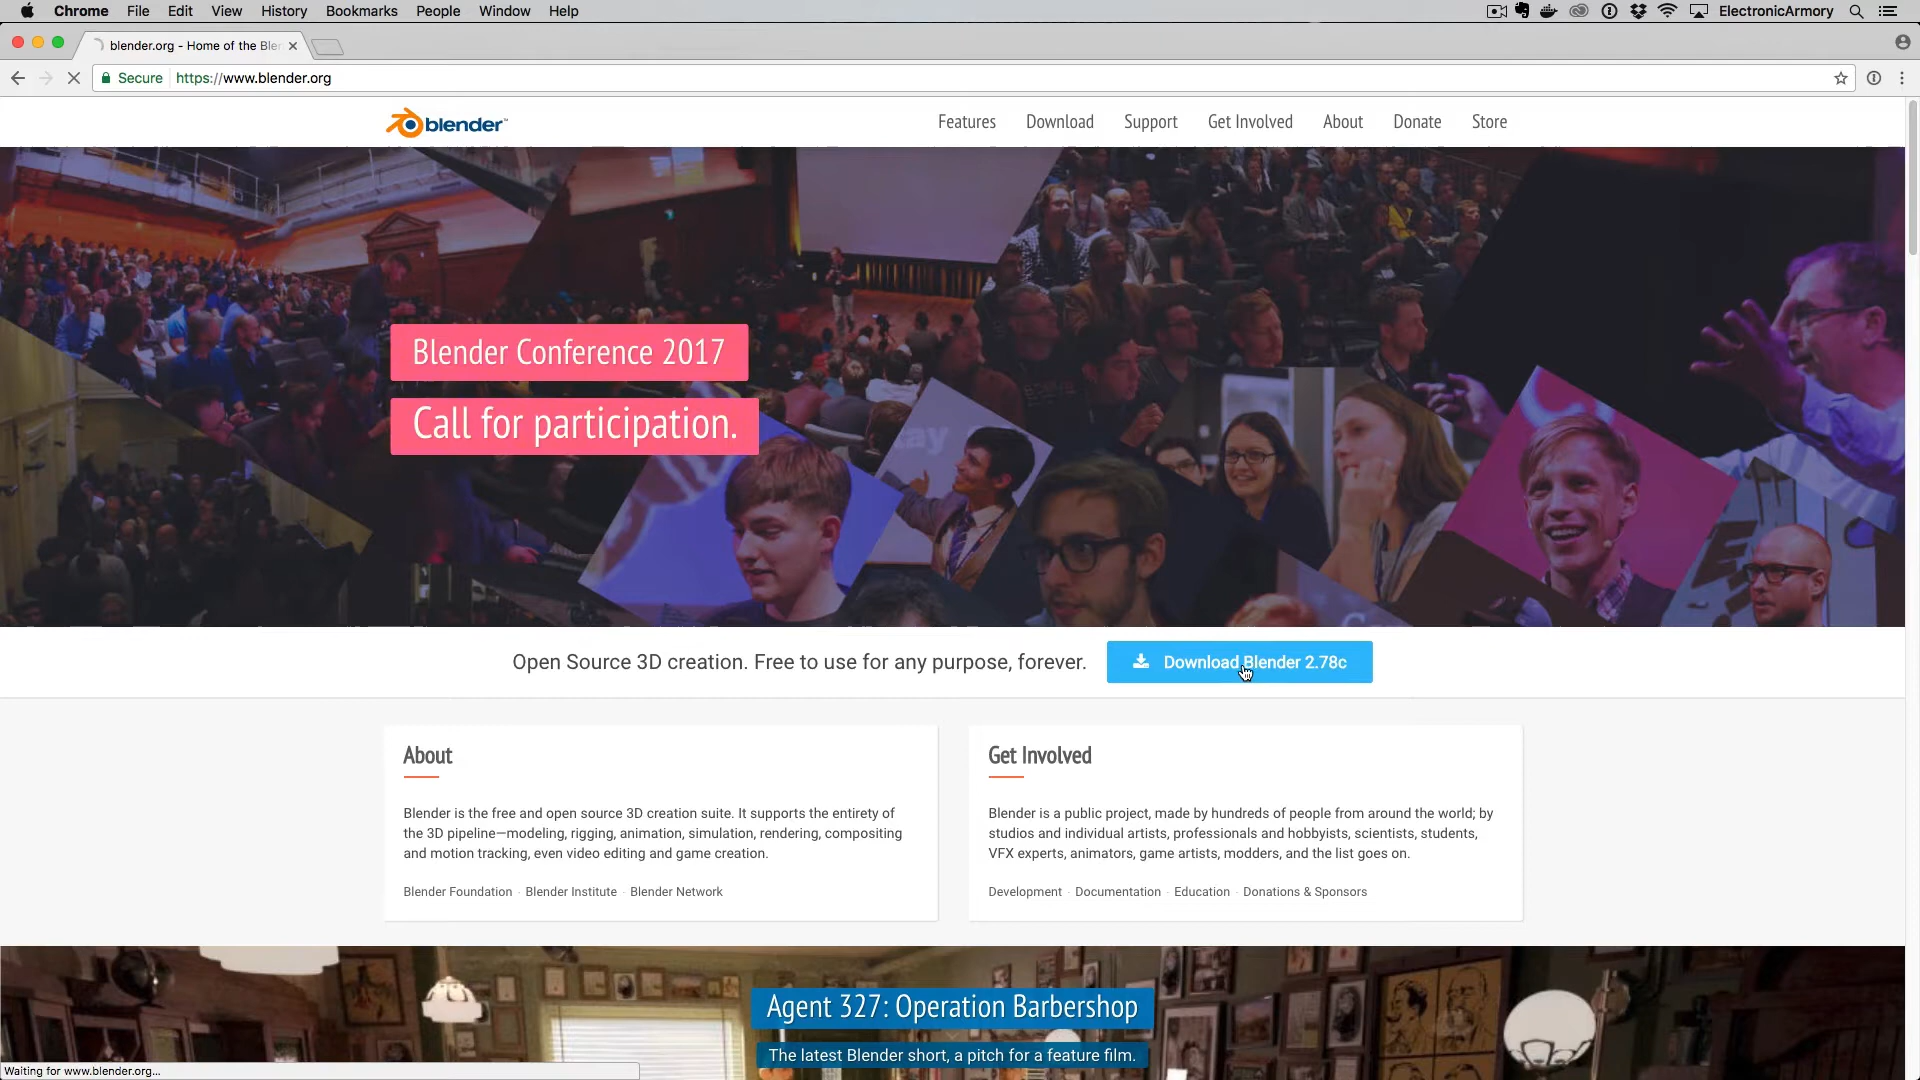 Chrome File Edit View History Bookmarks People Window Help ElectronicArmory
blender.org - Home of the Ble
Secure https://www.blender.org
blender™ Features Download Support Get Involved About Donate Store
Blender Conference 2017
Call for participation.
Open Source 3D creation. Free to use for any purpose, forever. Download Blender 2.78c
About
Blender is the free and open source 3D creation suite. It supports the entirety of
the 3D pipeline—modeling, rigging, animation, simulation, rendering, compositing
and motion tracking, even video editing and game creation.
Blender Foundation · Blender Institute · Blender Network
Get Involved
Blender is a public project, made by hundreds of people from around the world; by
studios and individual artists, professionals and hobbyists, scientists, students,
VFX experts, animators, game artists, modders, and the list goes on.
Development · Documentation · Education · Donations & Sponsors
Agent 327: Operation Barbershop
The latest Blender short, a pitch for a feature film.
Waiting for www.blender.org...